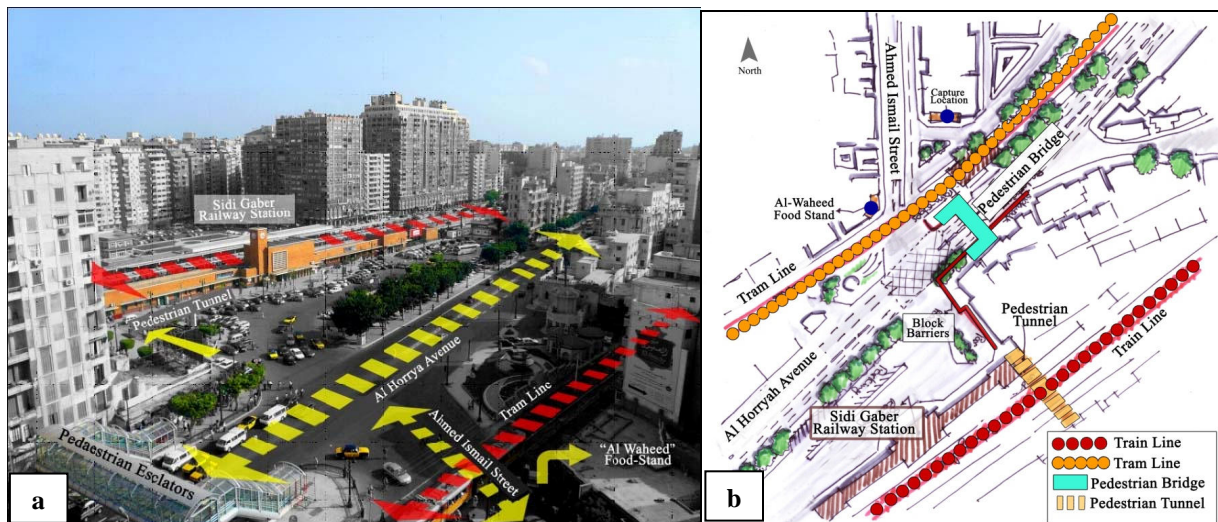 Sidi Gaber
Railway Station
Pedestrian Tunnel
Al Horrya Avenue
Tram Line
Ahmed Ismail Street
"Al Waheed"
Food-Stand
Pedaestrian Esclators
a
North
Ahmed Ismail Street
Capture
Location
Pedestrian Bridge
Al-Waheed
Food Stand
Tram Line
Pedestrian
Tunnel
Block
Barriers
Train Line
Al Horryah Avenue
Sidi Gaber
Railway Station
Train Line
Tram Line
Pedestrian Bridge
Pedestrian Tunnel
b